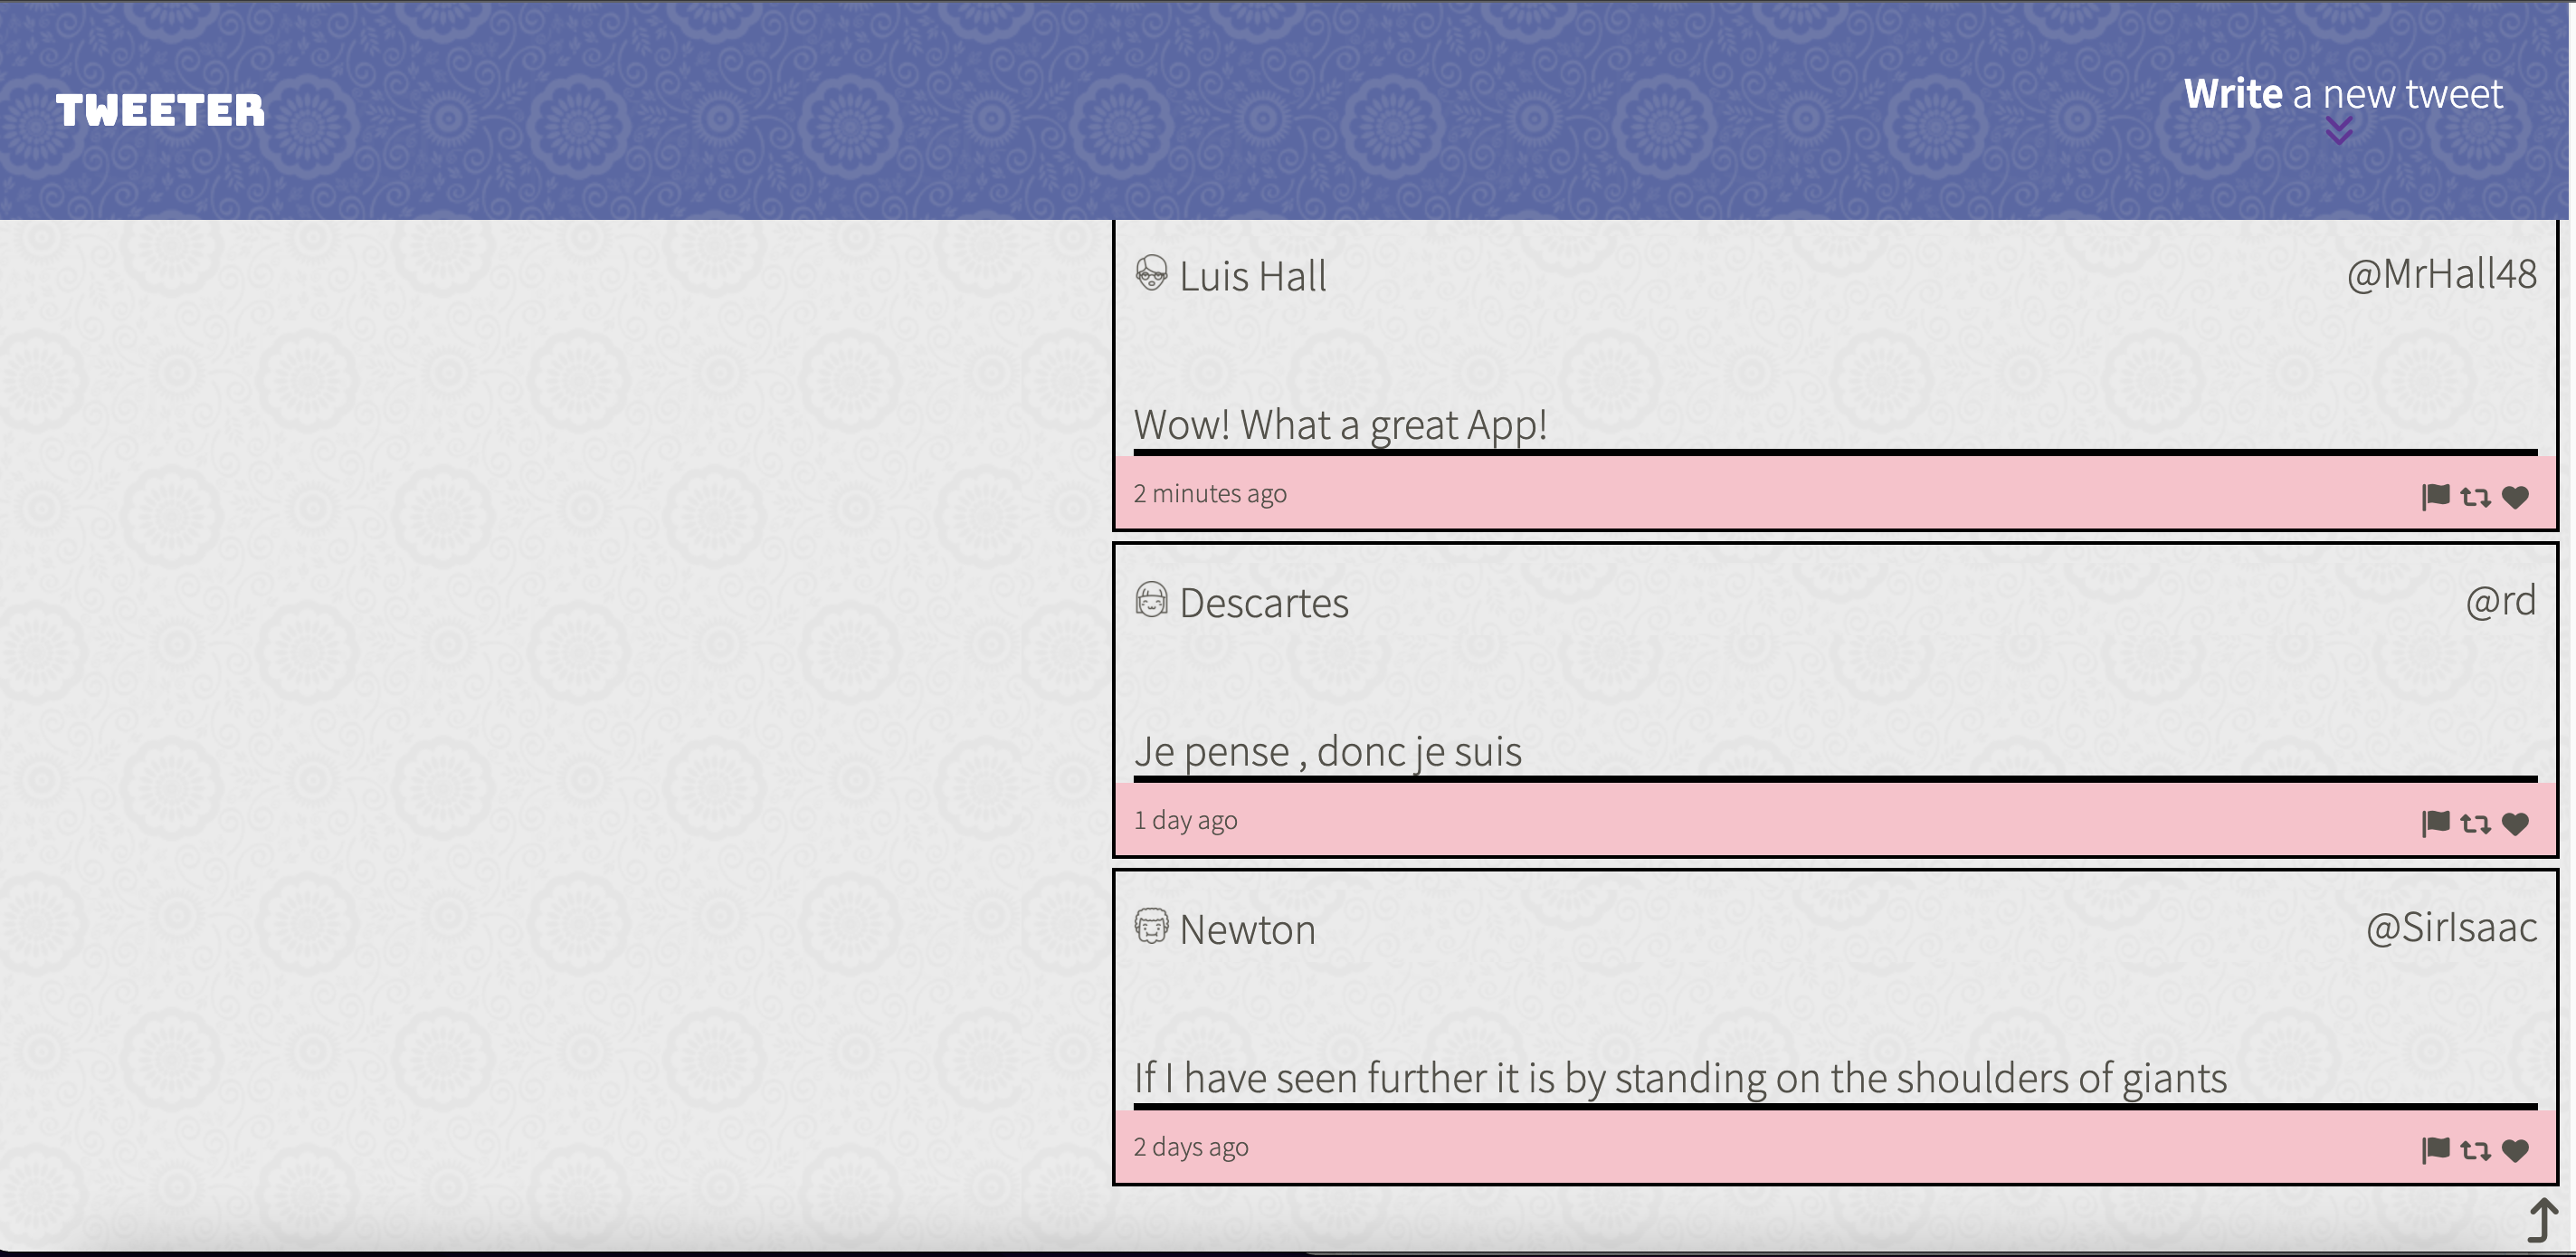 TWEETER
Write a new tweet
Luis Hall @MrHall48
Wow! What a great App!
2 minutes ago
Descartes @rd
Je pense , donc je suis
1 day ago
Newton @SirIsaac
If I have seen further it is by standing on the shoulders of giants
2 days ago